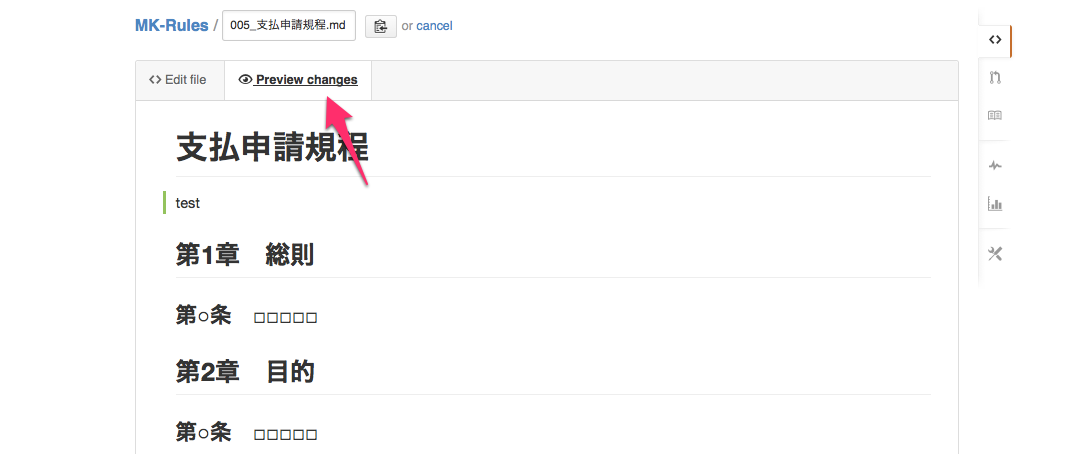 MK-Rules / 005_支払申請規程.md or cancel
Edit file Preview changes
支払申請規程
test
第1章　総則
第○条　□□□□□
第2章　目的
第○条　□□□□□